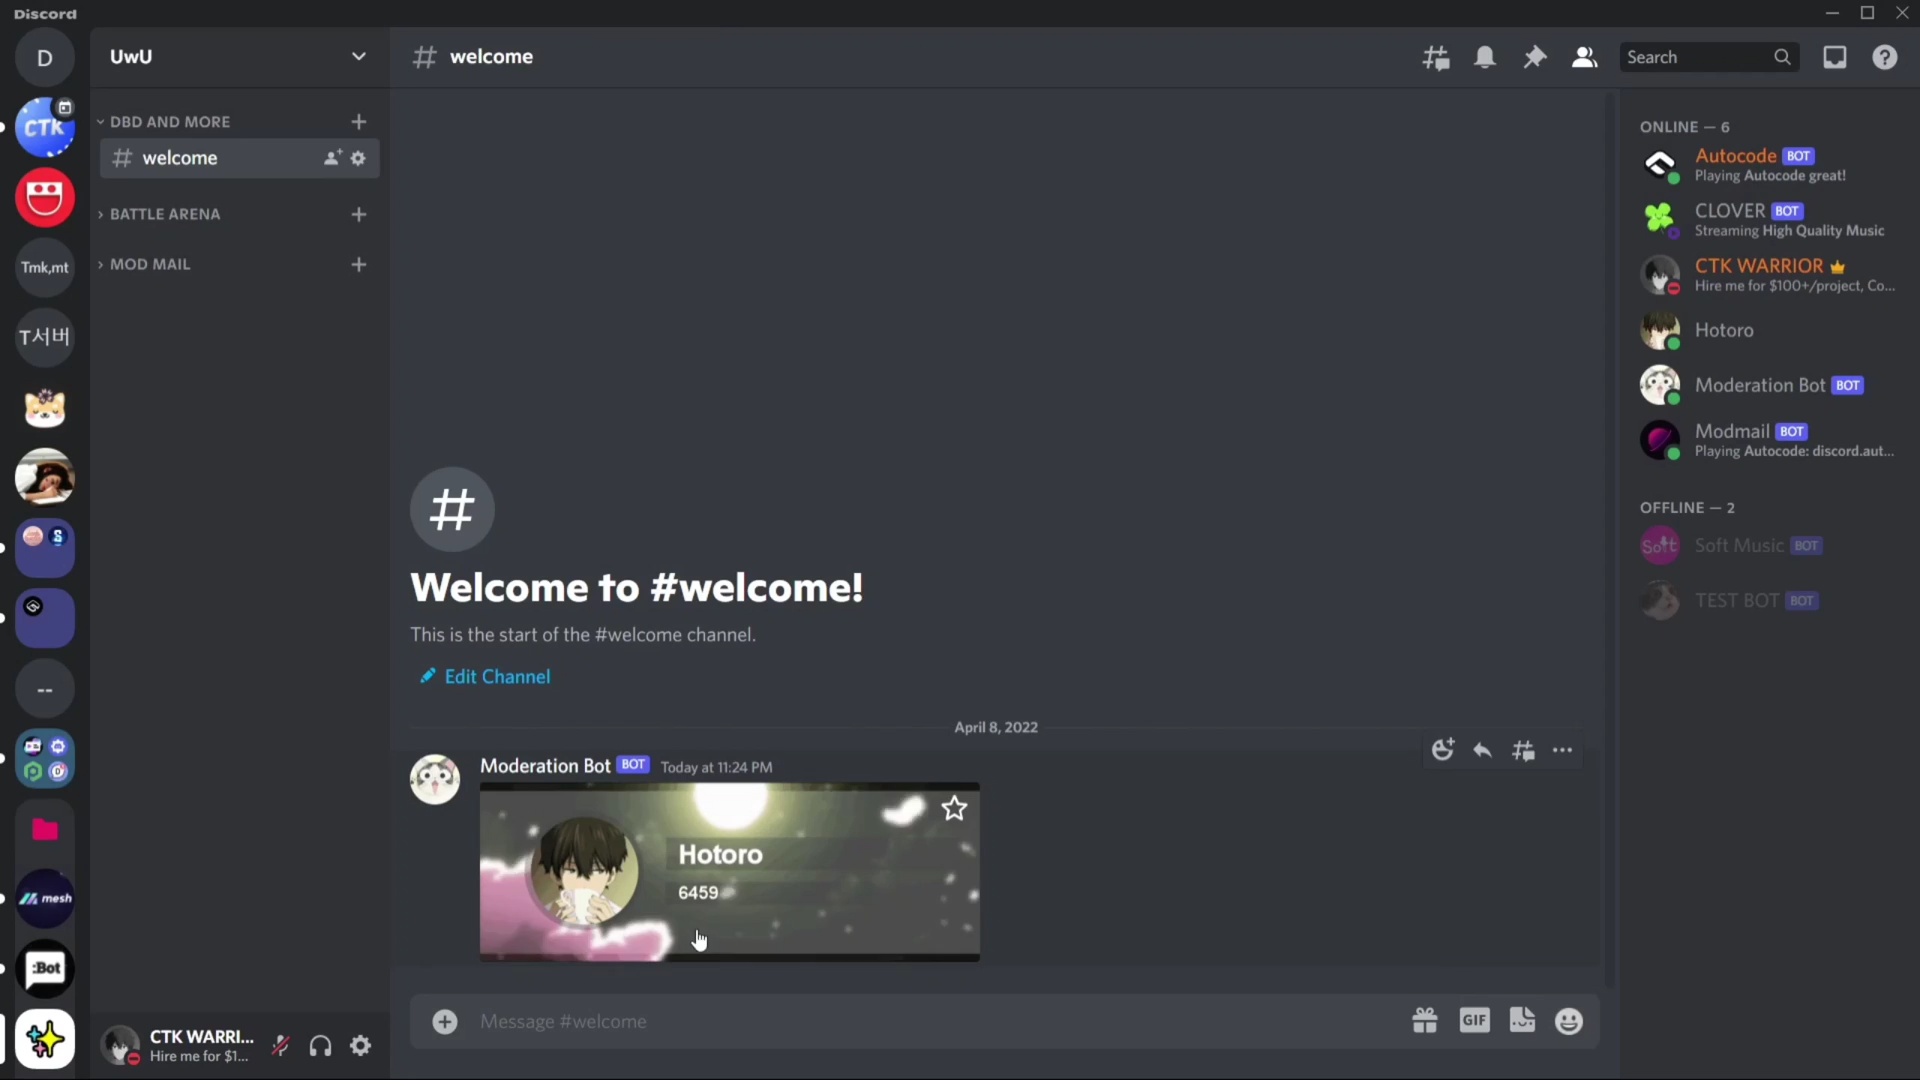 Discord
D
CTK
Tmk,mt
T서버
--
mesh
:Bot
UwU
DBD AND MORE
welcome
BATTLE ARENA
MOD MAIL
CTK WARRI...
Hire me for $1...
welcome
Search
Welcome to #welcome!
This is the start of the #welcome channel.
Edit Channel
April 8, 2022
Moderation Bot BOT Today at 11:24 PM
Hotoro
6459
Message #welcome
GIF
ONLINE — 6
Autocode BOT
Playing Autocode great!
CLOVER BOT
Streaming High Quality Music
CTK WARRIOR
Hire me for $100+/project, Co...
Hotoro
Moderation Bot BOT
Modmail BOT
Playing Autocode: discord.aut...
OFFLINE — 2
Soft
Soft Music BOT
TEST BOT BOT